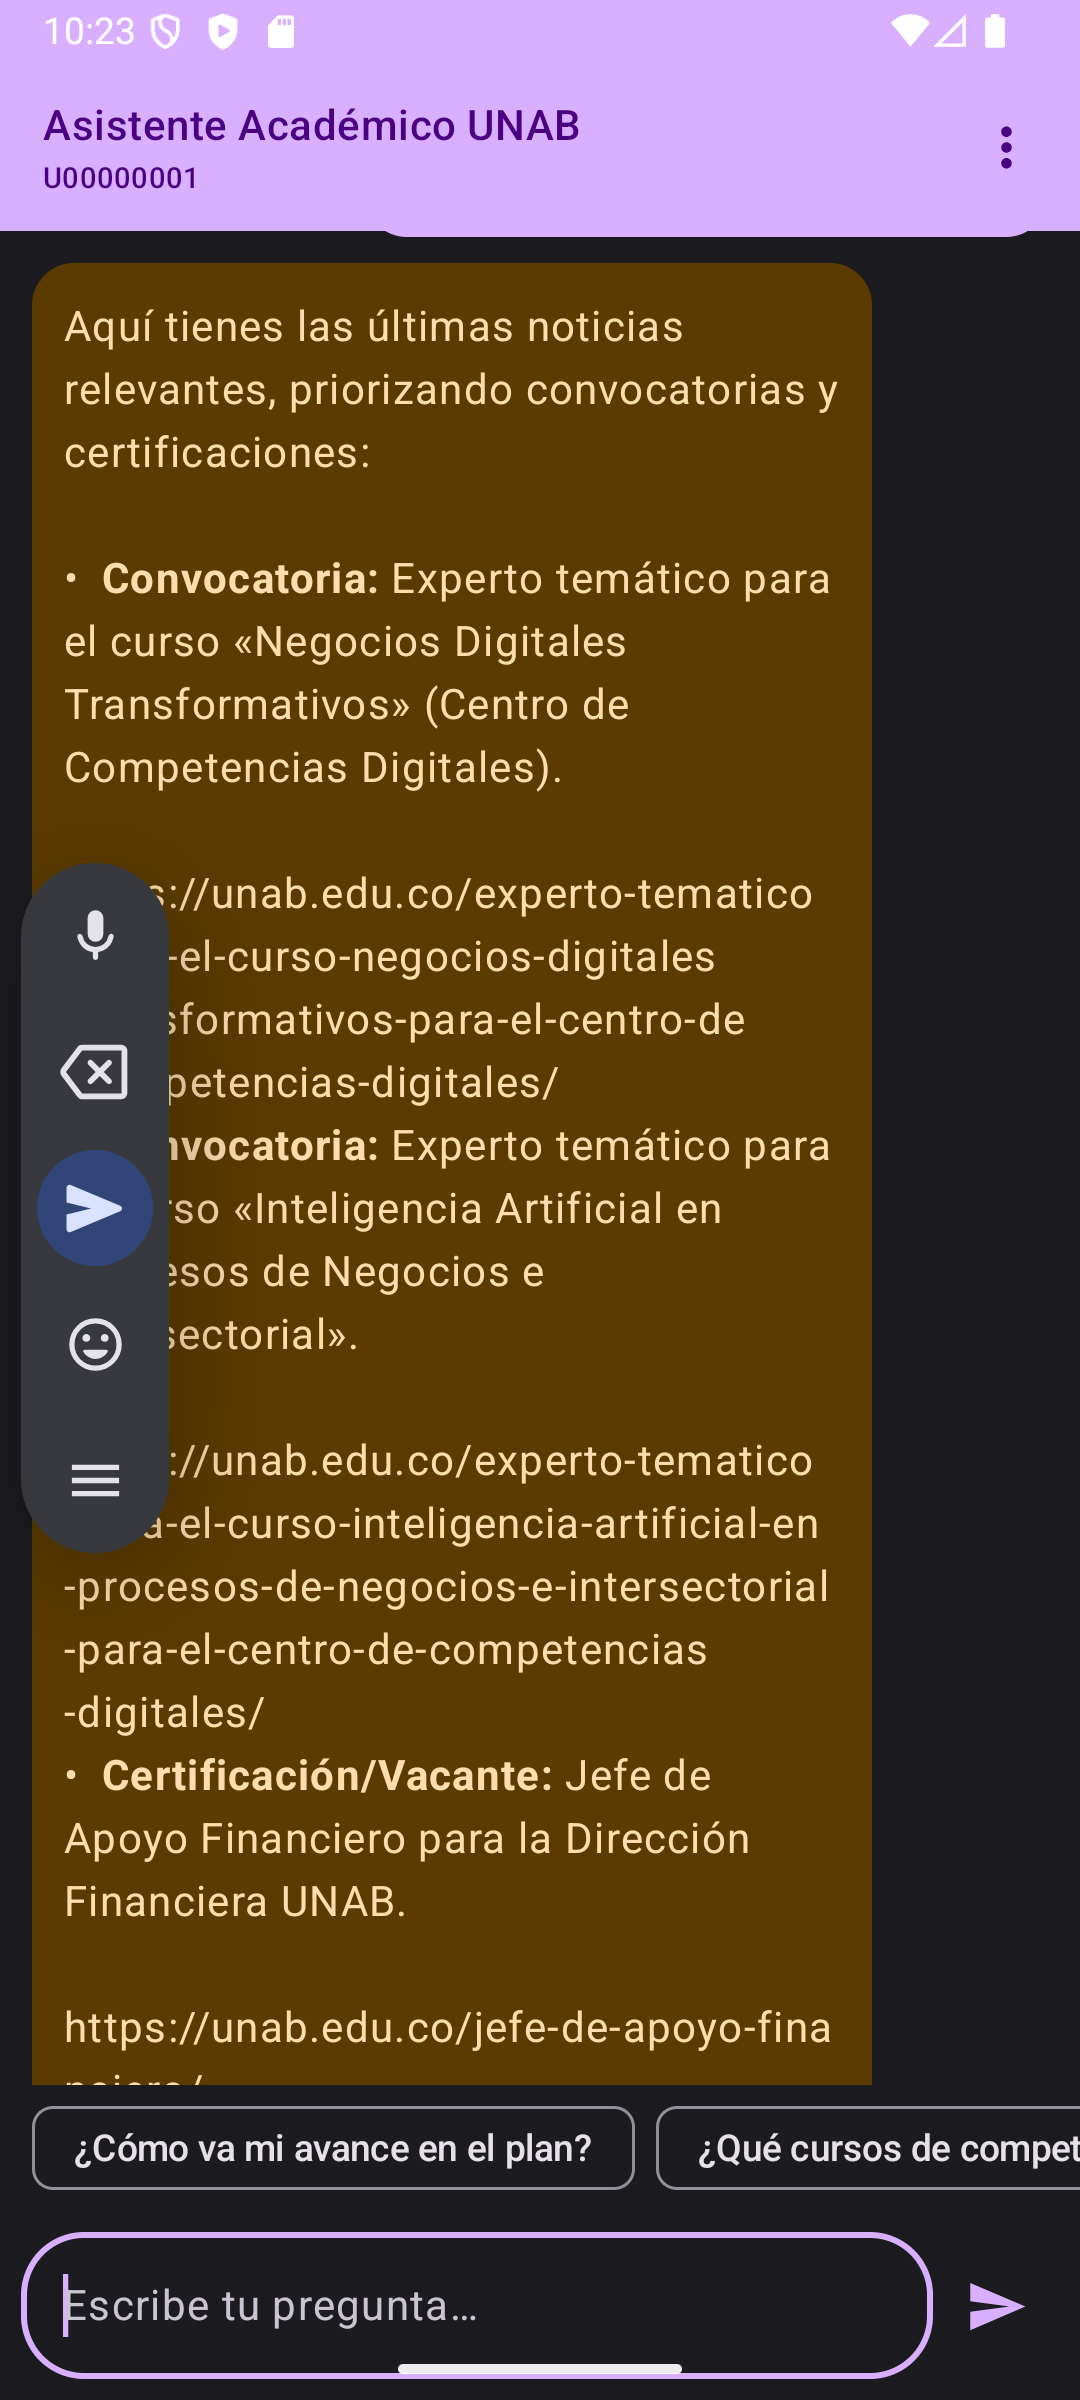 10:23
Asistente Académico UNAB
U00000001
Aquí tienes las últimas noticias
relevantes, priorizando convocatorias y
certificaciones:
• Convocatoria: Experto temático para
el curso «Negocios Digitales
Transformativos» (Centro de
Competencias Digitales).
s://unab.edu.co/experto-tematico
-el-curso-negocios-digitales
sformativos-para-el-centro-de
petencias-digitales/
nvocatoria: Experto temático para
rso «Inteligencia Artificial en
esos de Negocios e
sectorial».
://unab.edu.co/experto-tematico
a-el-curso-inteligencia-artificial-en
-procesos-de-negocios-e-intersectorial
-para-el-centro-de-competencias
-digitales/
• Certificación/Vacante: Jefe de
Apoyo Financiero para la Dirección
Financiera UNAB.
https://unab.edu.co/jefe-de-apoyo-fina
¿Cómo va mi avance en el plan?
¿Qué cursos de compet
Escribe tu pregunta...